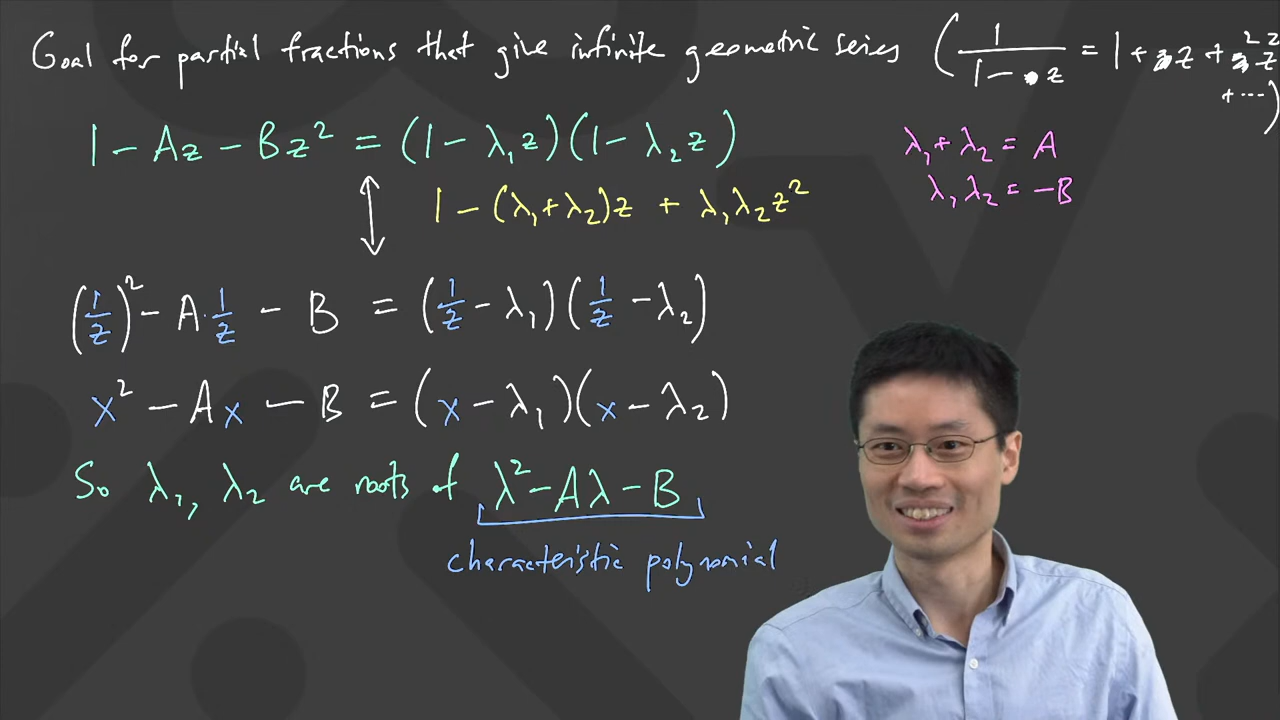 Goal for partial fractions that give infinite geometric series ( 1/(1 - z) = 1 + z + ²z² + ... )
1 - Az - Bz² = (1 - λ₁z)(1 - λ₂z)
λ₁ + λ₂ = A
1 - (λ₁+λ₂)z + λ₁λ₂z²
λ₁λ₂ = -B
(1/z)² - A·1/z - B = (1/z - λ₁)(1/z - λ₂)
x² - Ax - B = (x - λ₁)(x - λ₂)
So λ₁, λ₂ are roots of λ² - Aλ - B
characteristic polynomial